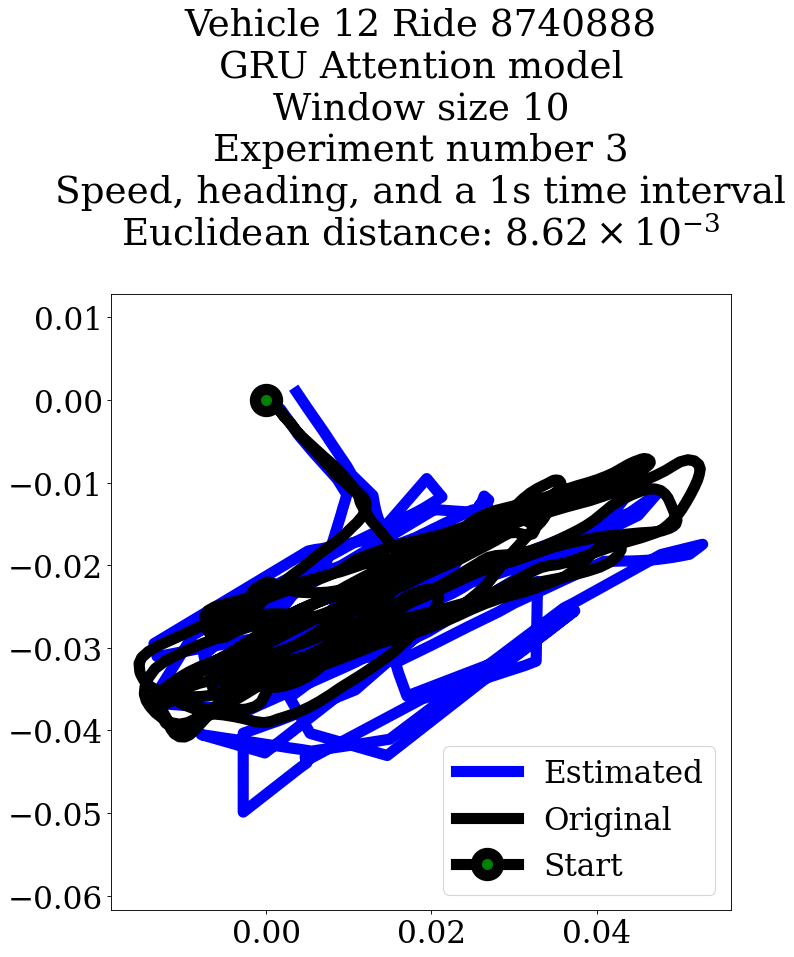 Vehicle 12 Ride 8740888
GRU Attention model
Window size 10
Experiment number 3
Speed, heading, and a 1s time interval
Euclidean distance: 8.62 × 10⁻³
0.01
0.00
−0.01
−0.02
−0.03
−0.04
−0.05
−0.06
Estimated
Original
Start
0.00 0.02 0.04